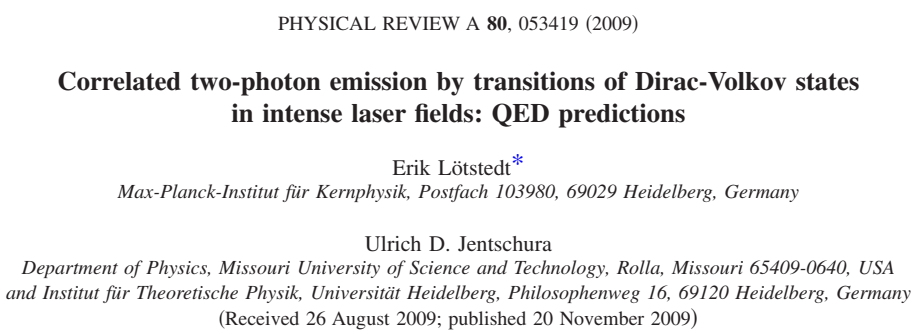 PHYSICAL REVIEW A 80, 053419 (2009)
Correlated two-photon emission by transitions of Dirac-Volkov states
in intense laser fields: QED predictions
Erik Lötstedt*
Max-Planck-Institut für Kernphysik, Postfach 103980, 69029 Heidelberg, Germany
Ulrich D. Jentschura
Department of Physics, Missouri University of Science and Technology, Rolla, Missouri 65409-0640, USA
and Institut für Theoretische Physik, Universität Heidelberg, Philosophenweg 16, 69120 Heidelberg, Germany
(Received 26 August 2009; published 20 November 2009)